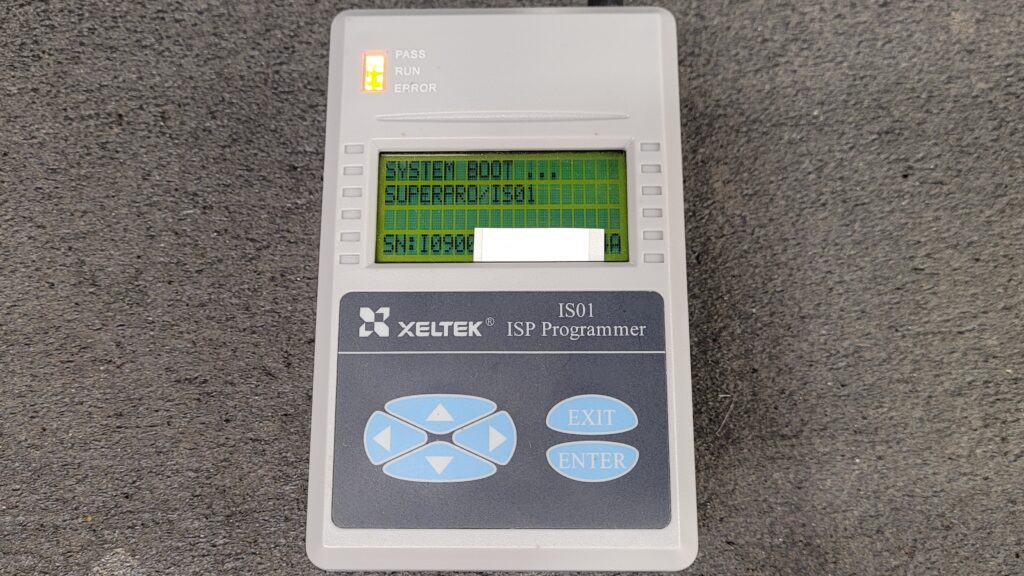 PASS
RUN
ERROR
SYSTEM BOOT ...
SUPERPRO/IS01
SN:I0900 A
XELTEK®
IS01
ISP Programmer
EXIT
ENTER